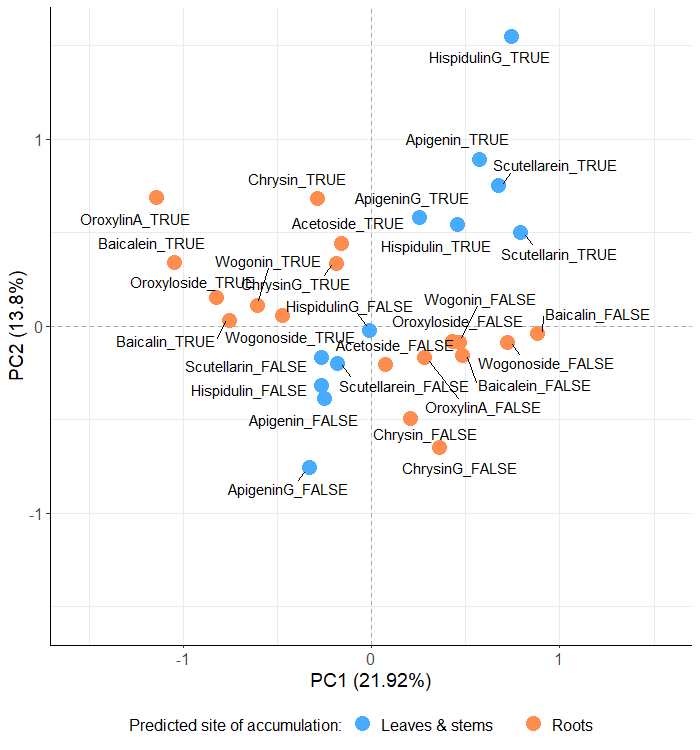 HispidulinG_TRUE
1
Apigenin_TRUE
Scutellarein_TRUE
Chrysin_TRUE
ApigeninG_TRUE
OroxylinA_TRUE
Acetoside_TRUE
Baicalein_TRUE
Hispidulin_TRUE
Scutellarin_TRUE
Wogonin_TRUE
Oroxyloside_TRUE
ChrysinG_TRUE
HispidulinG_FALSE
Wogonin_FALSE
Baicalein_FALSE
Baicalin_FALSE
Oroxyloside_FALSE
0
Baicalin_TRUE
Wogonoside_TRUE
Acetoside_FALSE
Wogonoside_FALSE
Scutellarin_FALSE
Scutellarein_FALSE
Hispidulin_FALSE
OroxylinA_FALSE
Apigenin_FALSE
Chrysin_FALSE
ChrysinG_FALSE
ApigeninG_FALSE
-1
PC2 (13.8%)
-1
0
1
PC1 (21.92%)
Predicted site of accumulation:
Leaves & stems
Roots